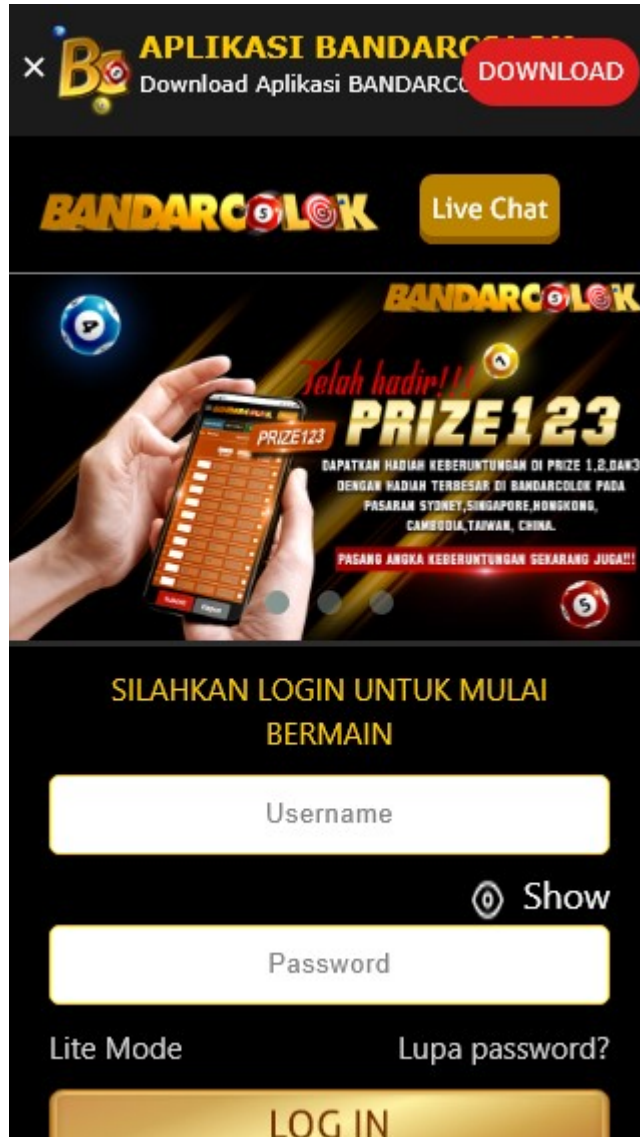 APLIKASI BANDARCOLOK
Download Aplikasi BANDARCO
DOWNLOAD
BANDARCOLOK
Live Chat
BANDARCOLOK
Telah hadir!!!
PRIZE123
PRIZE123
DAPATKAN HADIAH KEBERUNTUNGAN DI PRIZE 1,2,DAN3
DENGAN HADIAH TERBESAR DI BANDARCOLOK PADA
PASARAN SYDNEY,SINGAPORE,HONGKONG,
CAMBODIA,TAIWAN, CHINA.
PASANG ANGKA KEBERUNTUNGAN SEKARANG JUGA!!!
SILAHKAN LOGIN UNTUK MULAI
BERMAIN
Username
Show
Password
Lite Mode
Lupa password?
LOG IN